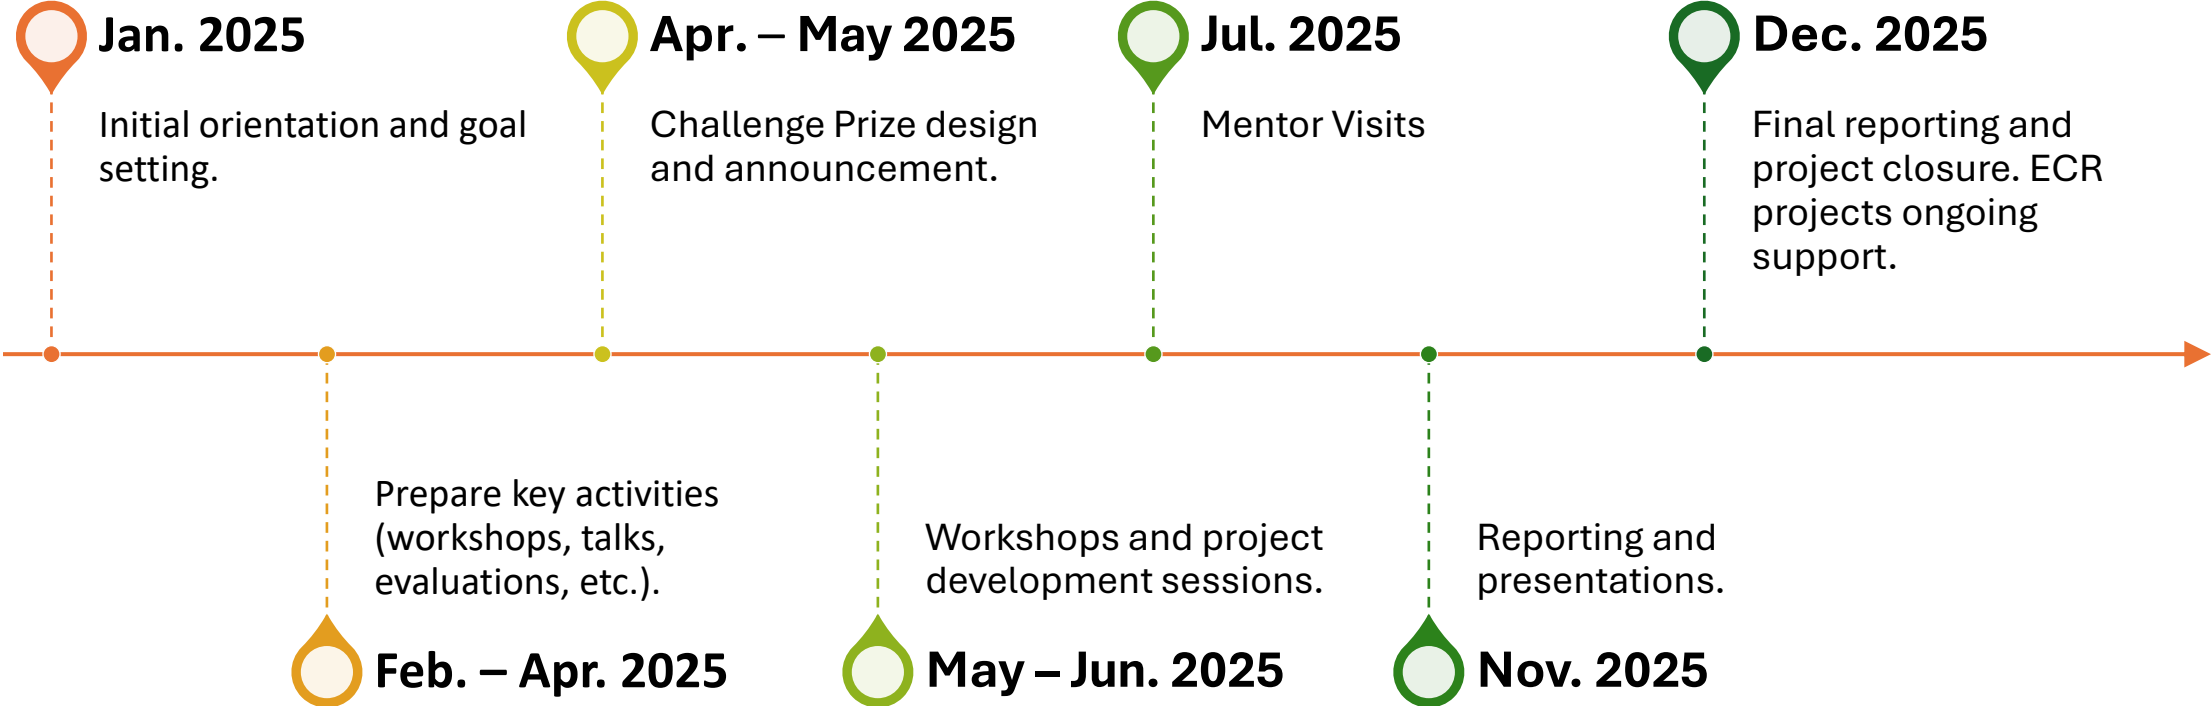 Jan. 2025
Initial orientation and goal
setting.
Apr. – May 2025
Challenge Prize design
and announcement.
Jul. 2025
Mentor Visits
Dec. 2025
Final reporting and
project closure. ECR
projects ongoing
support.
Prepare key activities
(workshops, talks,
evaluations, etc.).
Feb. – Apr. 2025
Workshops and project
development sessions.
May – Jun. 2025
Reporting and
presentations.
Nov. 2025